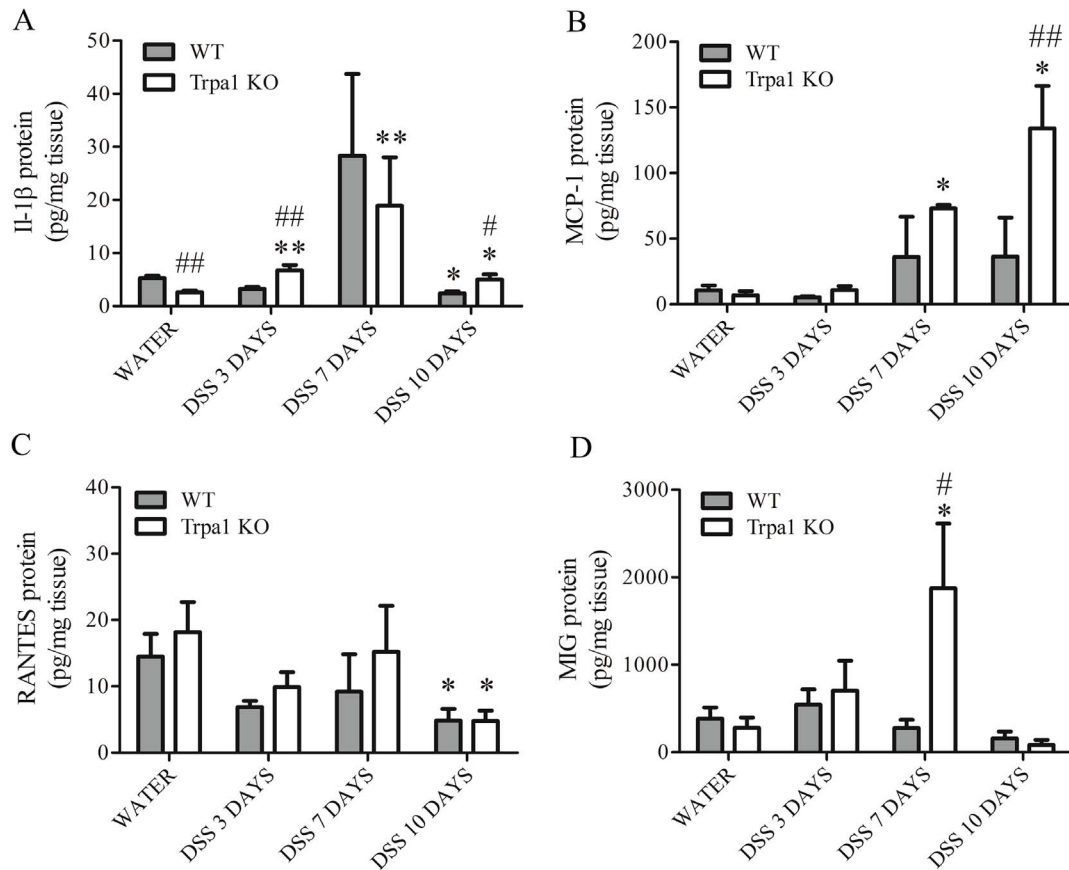 A
50
40
30
20
10
0
Il-1β protein
(pg/mg tissue)
WT
Trpa1 KO
##
##
**
**
#
*
*
WATER
DSS 3 DAYS
DSS 7 DAYS
DSS 10 DAYS
B
200
150
100
50
0
MCP-1 protein
(pg/mg tissue)
WT
Trpa1 KO
*
##
*
WATER
DSS 3 DAYS
DSS 7 DAYS
DSS 10 DAYS
C
40
30
20
10
0
RANTES protein
(pg/mg tissue)
WT
Trpa1 KO
*
*
WATER
DSS 3 DAYS
DSS 7 DAYS
DSS 10 DAYS
D
3000
2000
1000
0
MIG protein
(pg/mg tissue)
WT
Trpa1 KO
#
*
WATER
DSS 3 DAYS
DSS 7 DAYS
DSS 10 DAYS